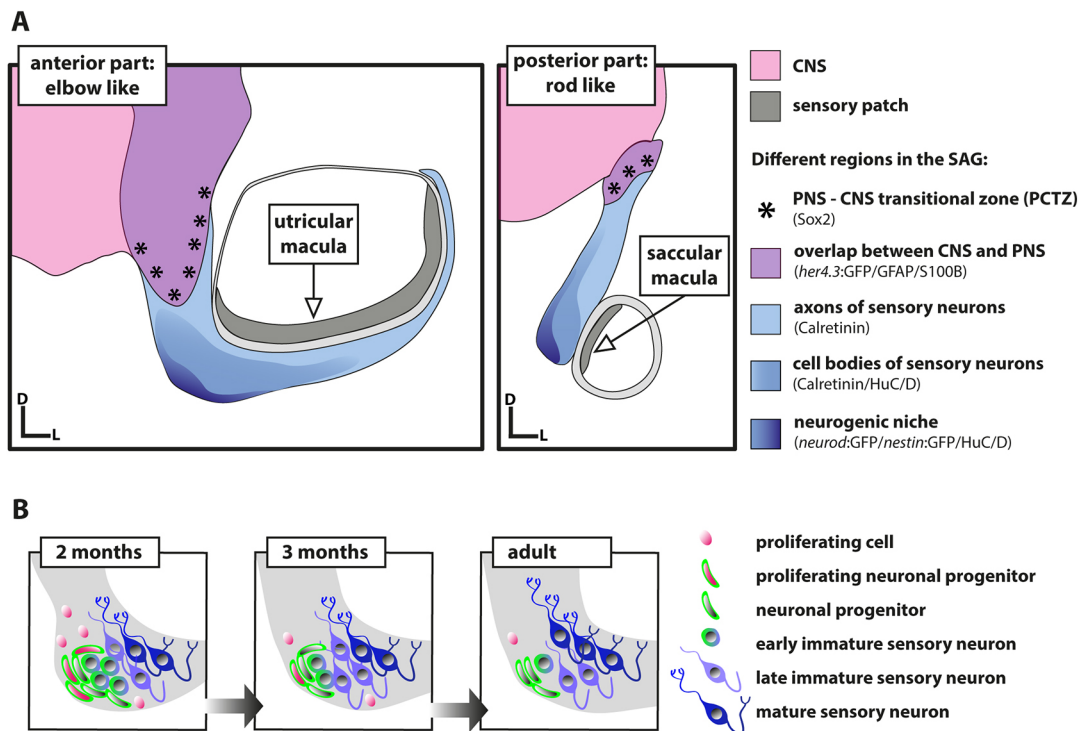 A
anterior part:
elbow like
utricular
macula
D
L
posterior part:
rod like
saccular
macula
D
L
CNS
sensory patch
Different regions in the SAG:
* PNS - CNS transitional zone (PCTZ)
(Sox2)
overlap between CNS and PNS
(her4.3:GFP/GFAP/S100B)
axons of sensory neurons
(Calretinin)
cell bodies of sensory neurons
(Calretinin/HuC/D)
neurogenic niche
(neurod:GFP/nestin:GFP/HuC/D)
B
2 months
3 months
adult
proliferating cell
proliferating neuronal progenitor
neuronal progenitor
early immature sensory neuron
late immature sensory neuron
mature sensory neuron